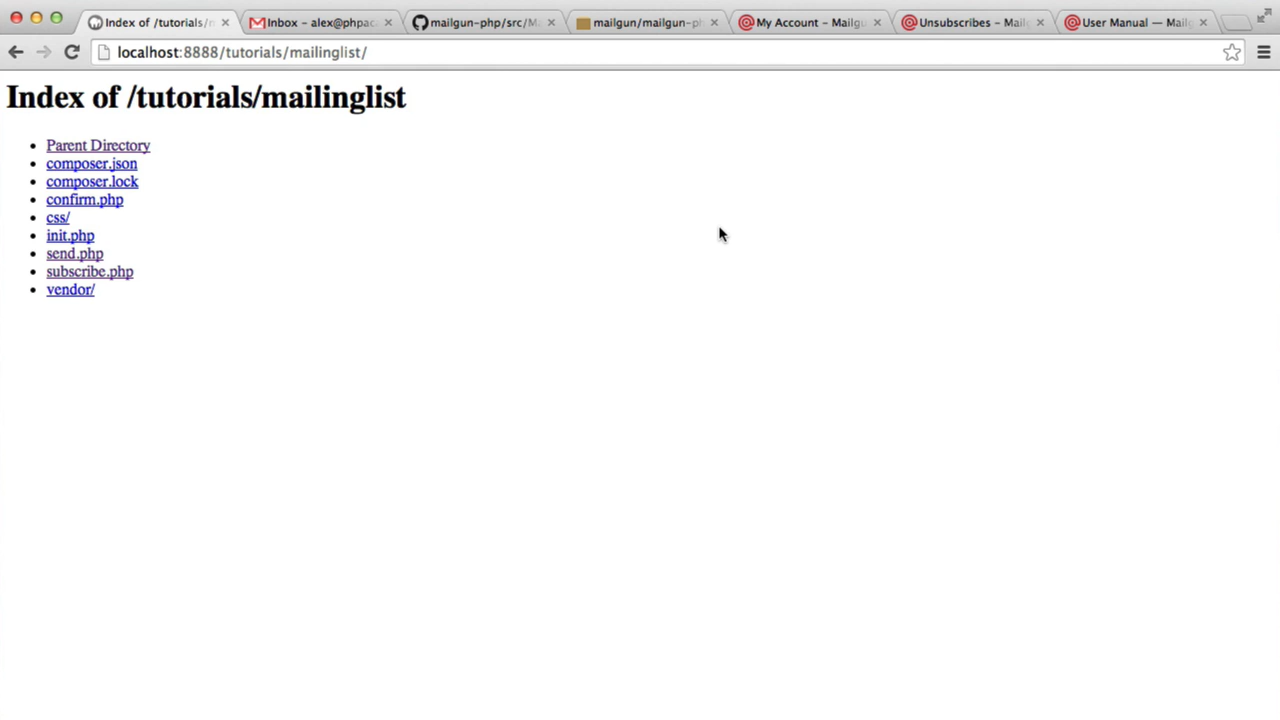 Index of /tutorials/m
Inbox – alex@phpac
mailgun-php/src/M
mailgun/mailgun-p
My Account – Mailgu
Unsubscribes – Mail
User Manual — Mailg
localhost:8888/tutorials/mailinglist/
Index of /tutorials/mailinglist
Parent Directory
composer.json
composer.lock
confirm.php
css/
init.php
send.php
subscribe.php
vendor/